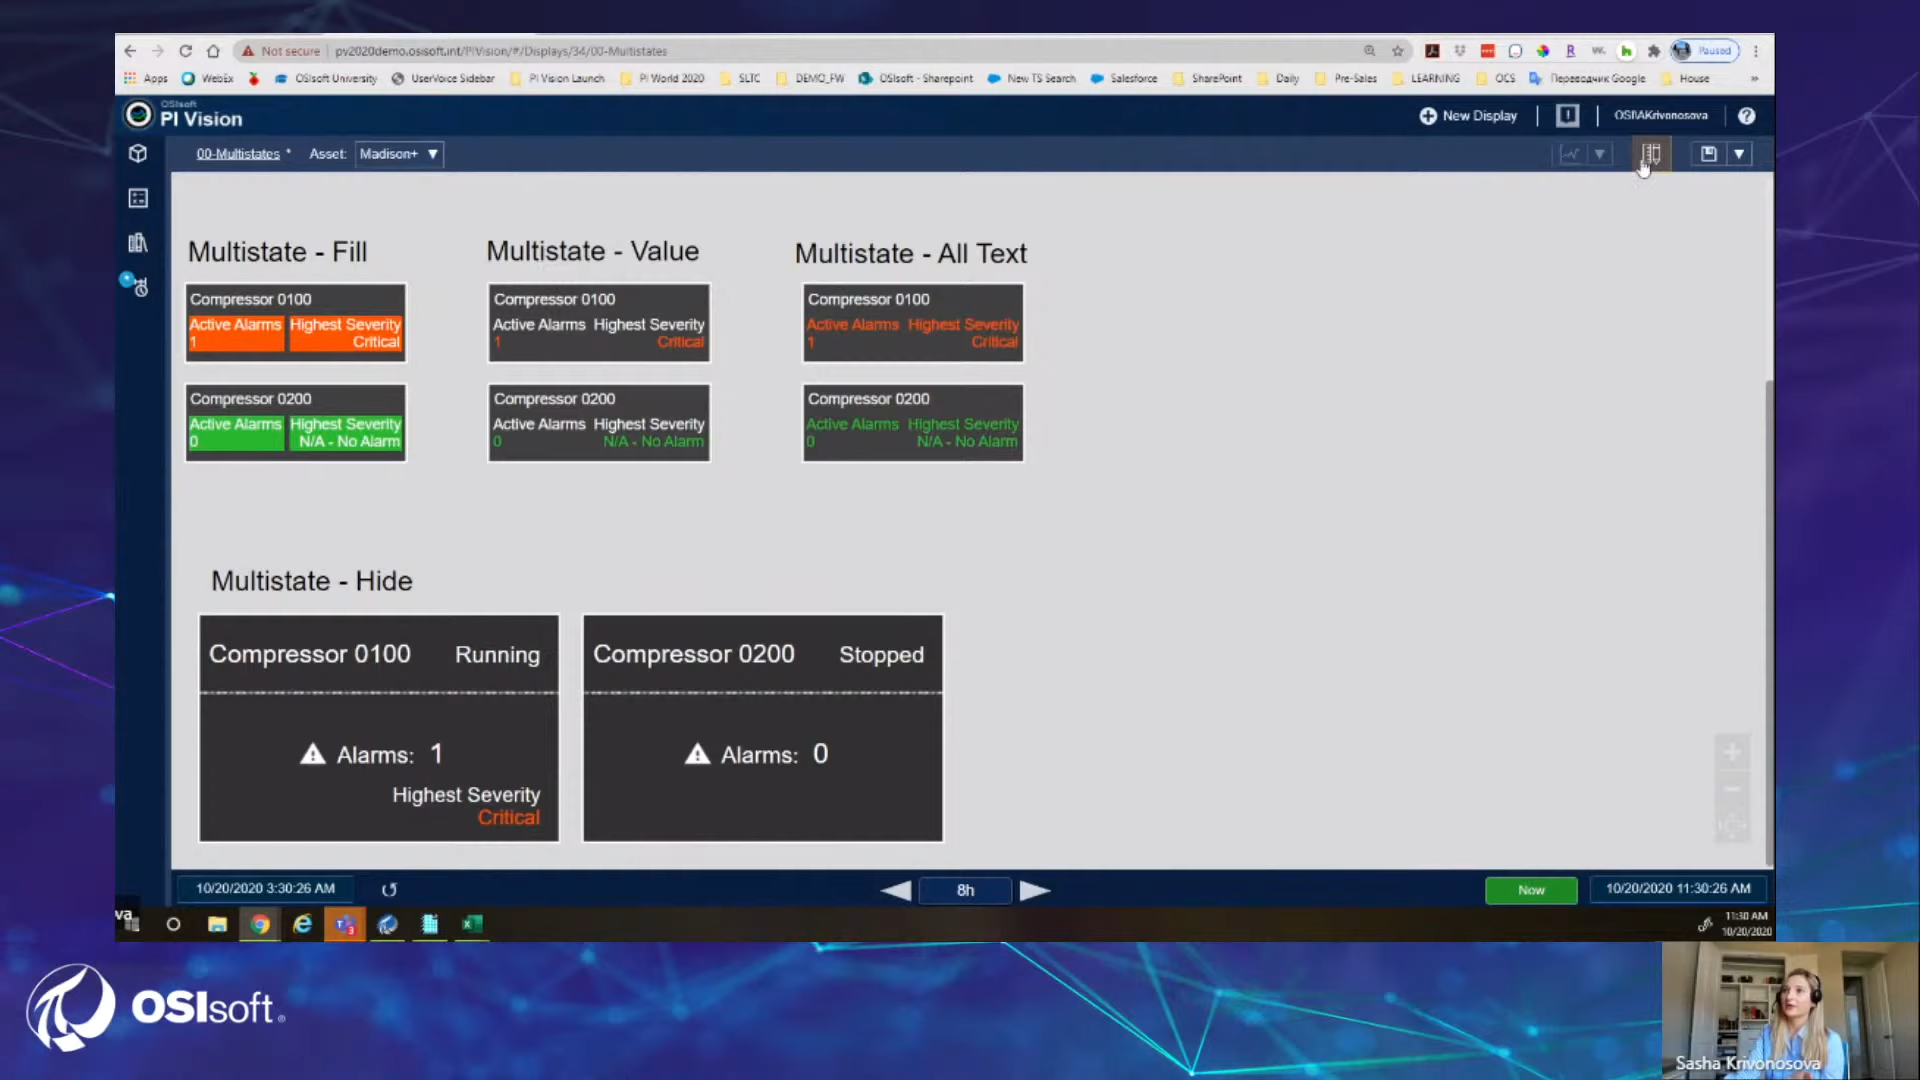 Not secure | pv2020demo.osisoft.int/PIVision/#/Displays/34/00-Multistates
Paused
Apps WebEx OSIsoft University UserVoice Sidebar PI Vision Launch PI World 2020 SLTC DEMO_FW OSIsoft - Sharepoint New TS Search Salesforce SharePoint Daily Pre-Sales LEARNING OCS Переводчик Google House »
OSIsoft
PI Vision
New Display
OSI\AKrivonosova
?
00-Multistates * Asset: Madison+
Multistate - Fill
Multistate - Value
Multistate - All Text
Compressor 0100
Active Alarms Highest Severity
1 Critical
Compressor 0100
Active Alarms Highest Severity
1 Critical
Compressor 0100
Active Alarms Highest Severity
1 Critical
Compressor 0200
Active Alarms Highest Severity
0 N/A - No Alarm
Compressor 0200
Active Alarms Highest Severity
0 N/A - No Alarm
Compressor 0200
Active Alarms Highest Severity
0 N/A - No Alarm
Multistate - Hide
Compressor 0100 Running
Alarms: 1
Highest Severity
Critical
Compressor 0200 Stopped
Alarms: 0
10/20/2020 3:30:26 AM
8h
Now
10/20/2020 11:30:26 AM
va
11:30 AM
10/20/2020
OSIsoft
Sasha Krivonosova